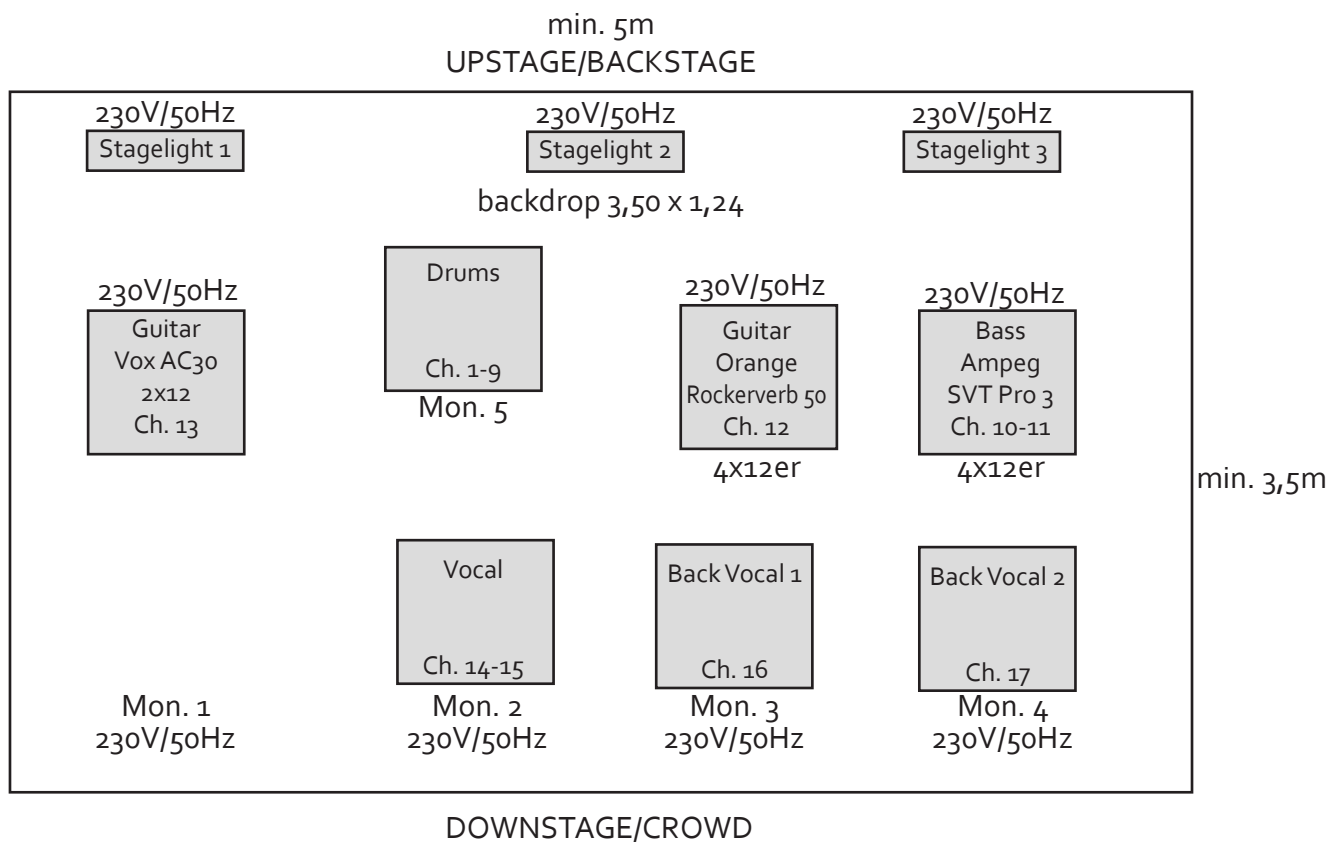 min. 5m
UPSTAGE/BACKSTAGE
230V/50Hz
Stagelight 1
230V/50Hz
Stagelight 2
230V/50Hz
Stagelight 3
backdrop 3,50 x 1,24
230V/50Hz
Guitar
Vox AC30
2x12
Ch. 13
Drums
Ch. 1-9
Mon. 5
230V/50Hz
Guitar
Orange
Rockerverb 50
Ch. 12
4x12er
230V/50Hz
Bass
Ampeg
SVT Pro 3
Ch. 10-11
4x12er
min. 3,5m
Mon. 1
230V/50Hz
Vocal
Ch. 14-15
Mon. 2
230V/50Hz
Back Vocal 1
Ch. 16
Mon. 3
230V/50Hz
Back Vocal 2
Ch. 17
Mon. 4
230V/50Hz
DOWNSTAGE/CROWD